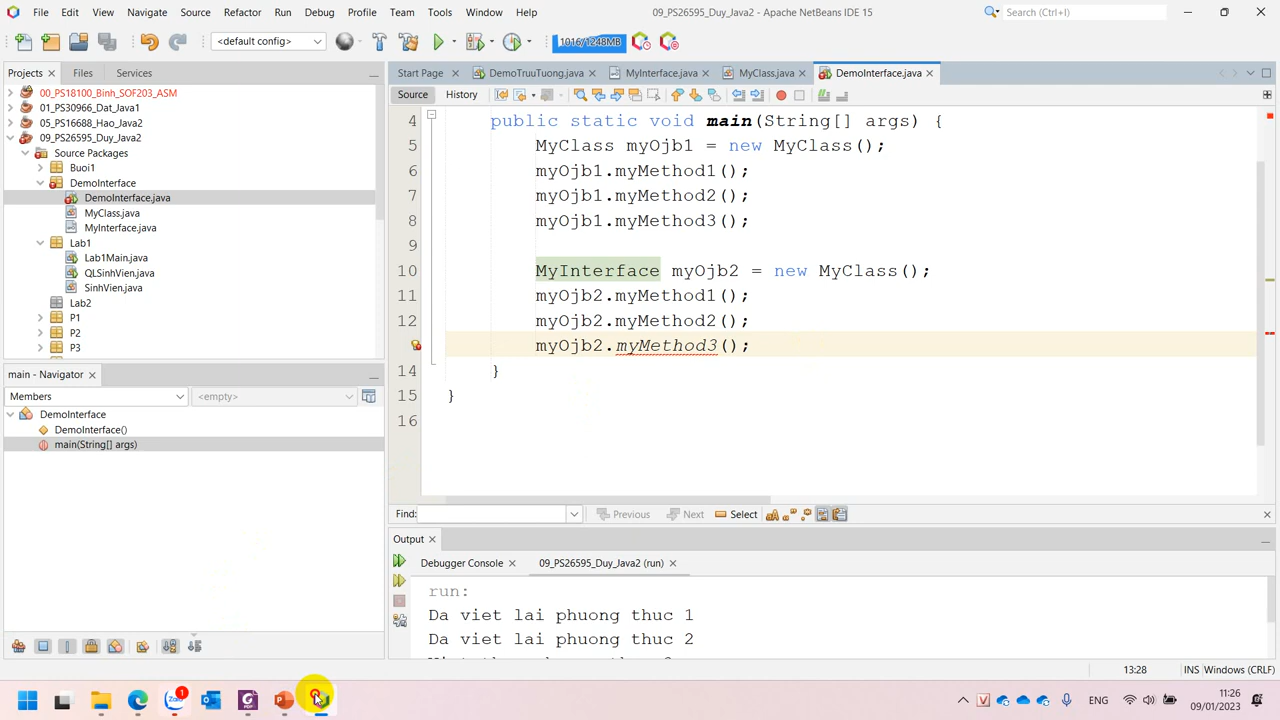 File Edit View Navigate Source Refactor Run Debug Profile Team Tools Window Help
09_PS26595_Duy_Java2 - Apache NetBeans IDE 15
Search (Ctrl+I)
<default config>
1016/1248MB
Projects Files Services
Start Page DemoTruuTuong.java MyInterface.java MyClass.java DemoInterface.java
Source History
00_PS18100_Binh_SOF203_ASM
01_PS30966_Dat_Java1
05_PS16688_Hao_Java2
09_PS26595_Duy_Java2
Source Packages
Buoi1
DemoInterface
DemoInterface.java
MyClass.java
MyInterface.java
Lab1
Lab1Main.java
QLSinhVien.java
SinhVien.java
Lab2
P1
P2
P3
4 public static void main(String[] args) {
5 MyClass myOjb1 = new MyClass();
6 myOjb1.myMethod1();
7 myOjb1.myMethod2();
8 myOjb1.myMethod3();
9
10 MyInterface myOjb2 = new MyClass();
11 myOjb2.myMethod1();
12 myOjb2.myMethod2();
myOjb2.myMethod3();
14 }
15 }
16
main - Navigator
Members <empty>
DemoInterface
DemoInterface()
main(String[] args)
Find: Previous Next Select
Output
Debugger Console 09_PS26595_Duy_Java2 (run)
run:
Da viet lai phuong thuc 1
Da viet lai phuong thuc 2
13:28 INS Windows (CRLF)
Zalo 1
ENG
11:26
09/01/2023